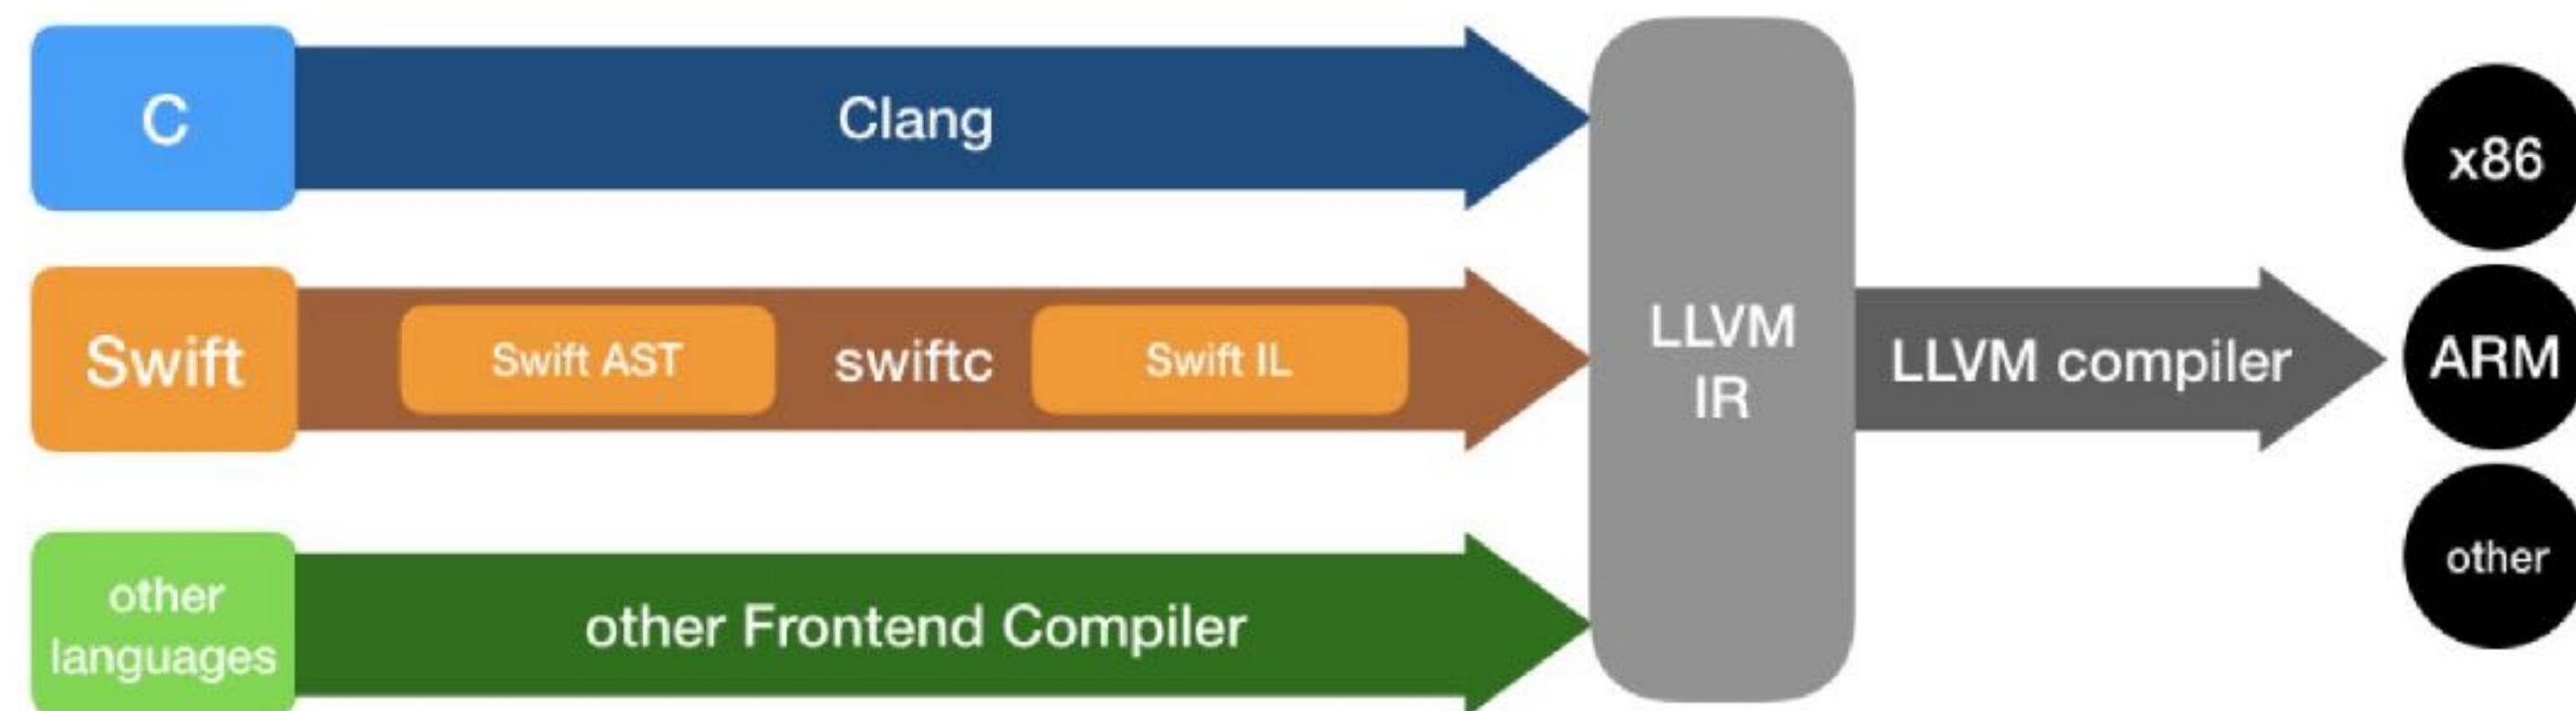 C
Clang
Swift
Swift AST
swiftc
Swift IL
other
languages
other Frontend Compiler
LLVM
IR
LLVM compiler
x86
ARM
other